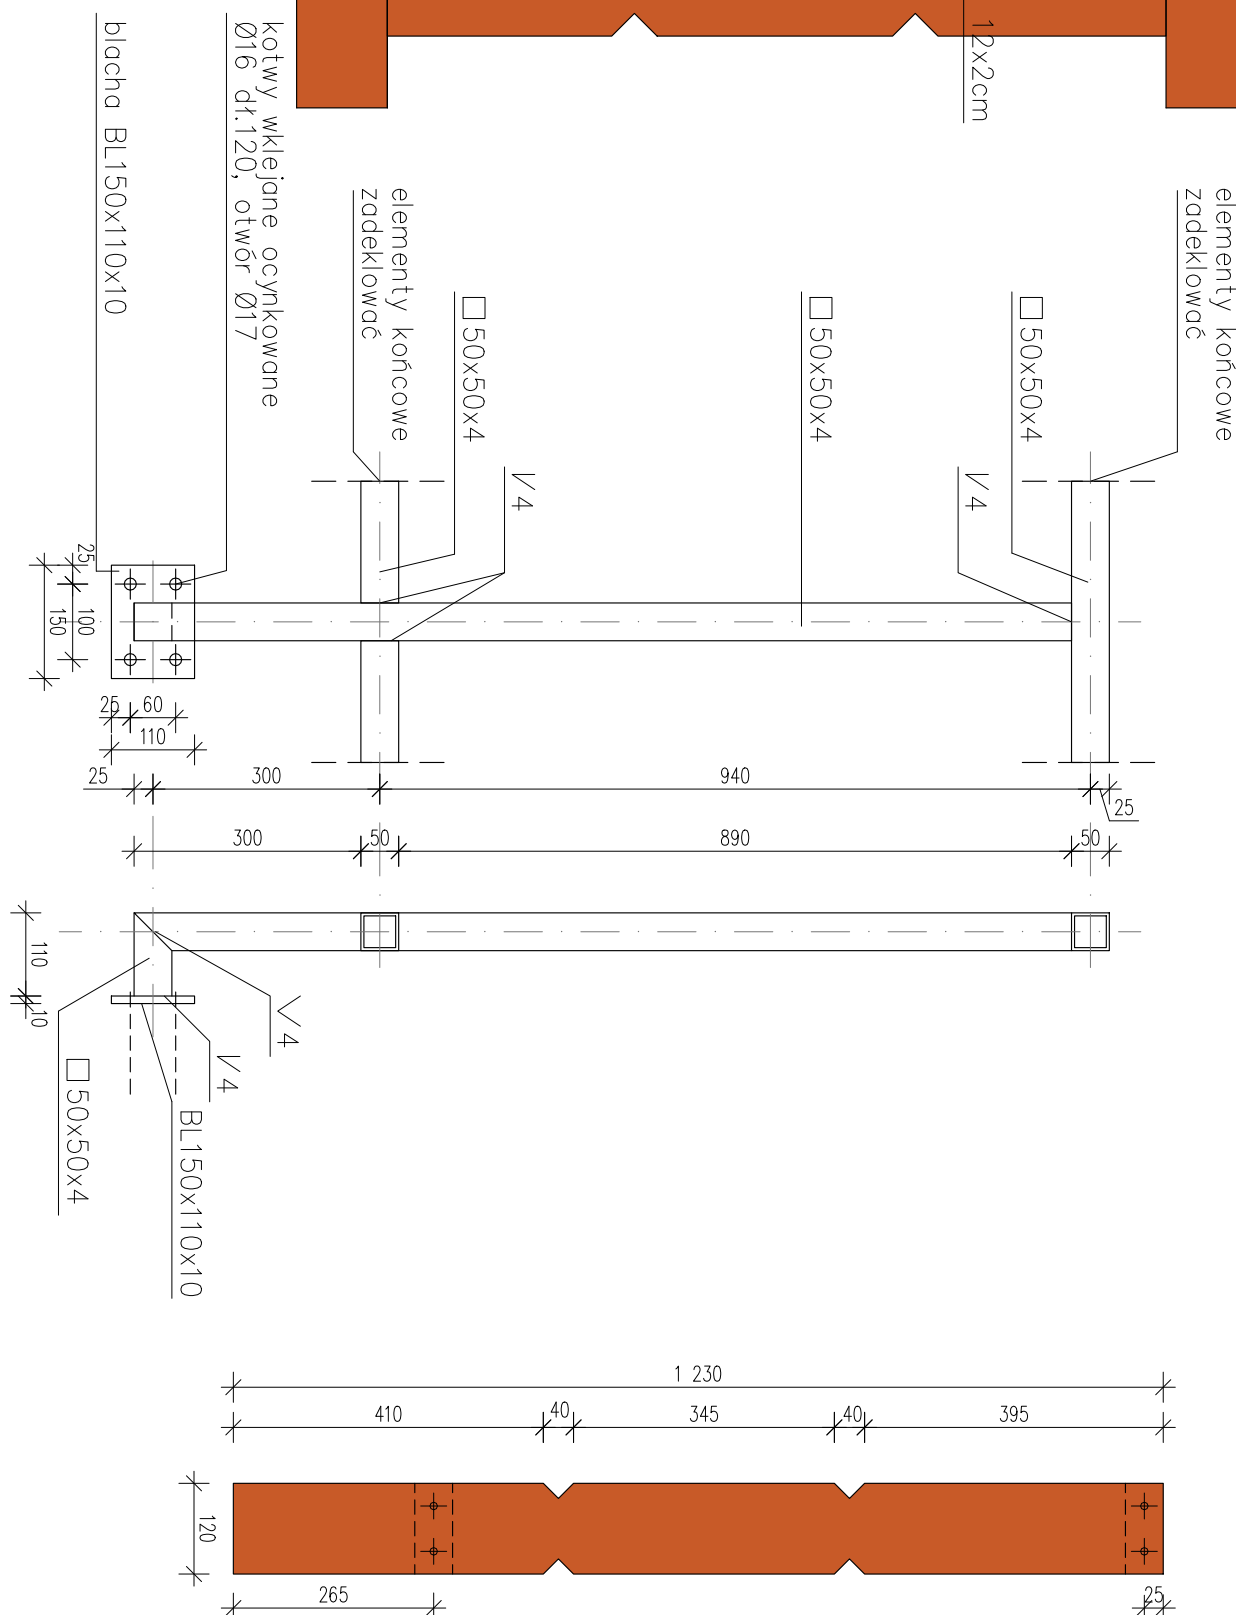 12x2cm
elementy końcowe
zadeklować
elementy końcowe
zadeklować
kotwy wklejane ocynkowane
Ø16 dł.120, otwór Ø17
blacha BL150x110x10
□50x50x4
□50x50x4
□50x50x4
4
4
25
100
150
25
60
110
25
300
940
25
300
50
890
50
110
10
4
4
BL150x110x10
□50x50x4
1 230
410
40
345
40
395
120
265
25